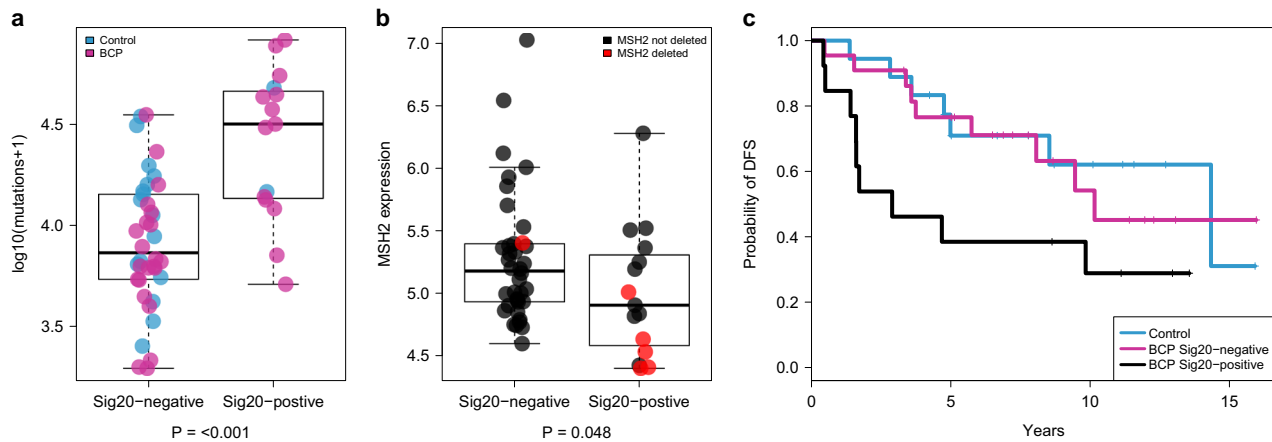 a
Control
BCP
log10(mutations+1)
4.5
4.0
3.5
Sig20−negative
Sig20−postive
P = <0.001
b
MSH2 not deleted
MSH2 deleted
MSH2 expression
7.0
6.5
6.0
5.5
5.0
4.5
Sig20−negative
Sig20−postive
P = 0.048
c
Probability of DFS
1.0
0.8
0.6
0.4
0.2
0.0
Control
BCP Sig20−negative
BCP Sig20−positive
0
5
10
15
Years